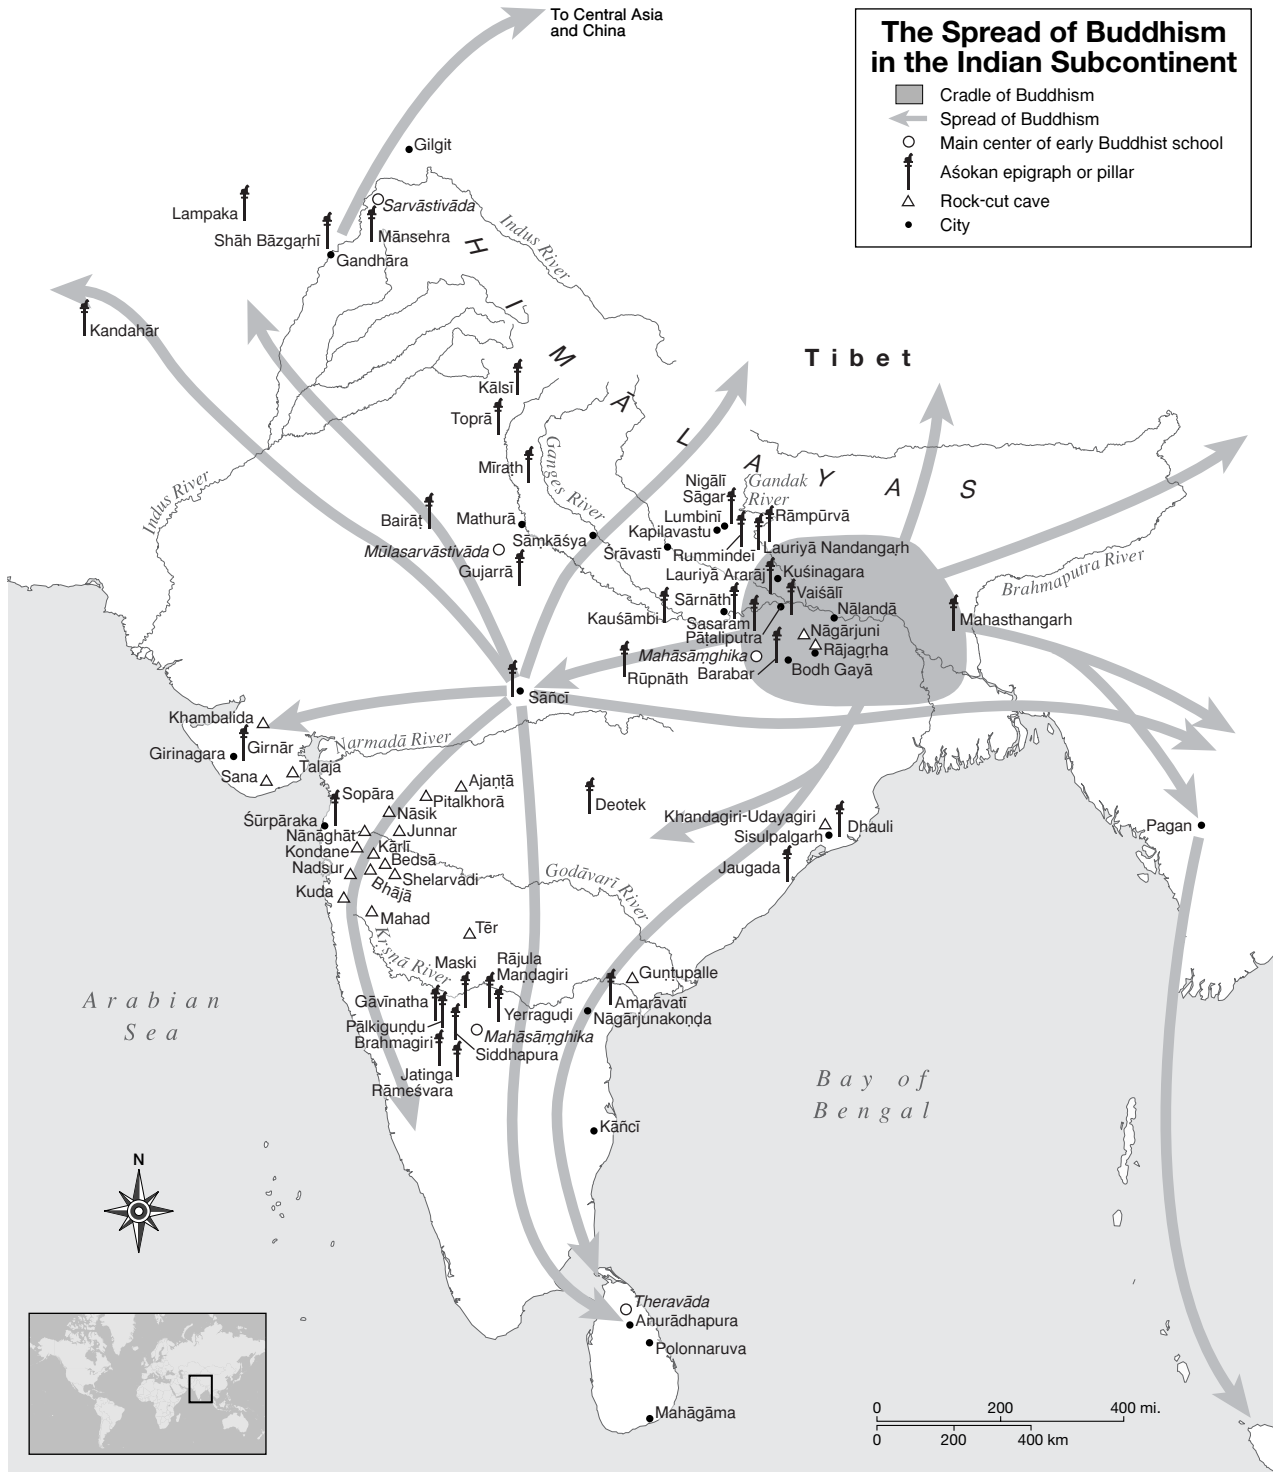 To Central Asia
and China
The Spread of Buddhism
in the Indian Subcontinent
Cradle of Buddhism
Spread of Buddhism
Main center of early Buddhist school
Aśokan epigraph or pillar
Rock-cut cave
City
Gilgit
Lampaka
Sarvāstivāda
Shāh Bāzgaṛhī
Mānsehra
Gandhāra
Indus River
Kandahār
HIMĀLAYAS
Tibet
Kālsī
Toprā
Mīraṭh
Ganges River
Indus River
Bairāṭ
Mathurā
Sāṃkāśya
Mūlasarvāstivāda
Gujarrā
Nigālī
Sāgar
Gandak
River
Lumbinī
Kapilavastu
Rāmpūrvā
Śrāvastī
Rummindeī
Lauriyā Nandangaṛh
Lauriyā Ararāj
Kuśinagara
Brahmaputra River
Vaiśālī
Kauśāmbi
Sārnāth
Nālandā
Sasaram
Mahasthangarh
Pāṭaliputra
Nāgārjuni
Mahāsāṃghika
Rājagṛha
Rūpnāth
Barabar
Bodh Gayā
Sāñcī
Khambalida
Girinagara
Girnār
Narmadā River
Sana
Talaja
Sopāra
Ajaṇṭā
Pitalkhorā
Deotek
Śūrpāraka
Nāsik
Khandagiri-Udayagiri
Dhauli
Pagan
Nānāghāt
Junnar
Sisulpalgarh
Kondane
Kārlī
Bedsā
Jaugada
Nadsur
Shelarvadi
Godāvarī River
Kuda
Bhājā
Mahad
Tēr
Kṛṣṇā River
Maski
Rājula
Maṇdagiri
Guṇṭupalle
Gāvīnatha
Amarāvatī
Yerraguḍi
Nāgārjunakoṇḍa
Pālkiguṇḍu
Brahmagiri
Mahāsāṃghika
Siddhapura
Jatinga
Rāmeśvara
Arabian
Sea
Bay of
Bengal
Kāñcī
N
Theravāda
Anurādhapura
Polonnaruva
Mahāgāma
0 200 400 mi.
0 200 400 km